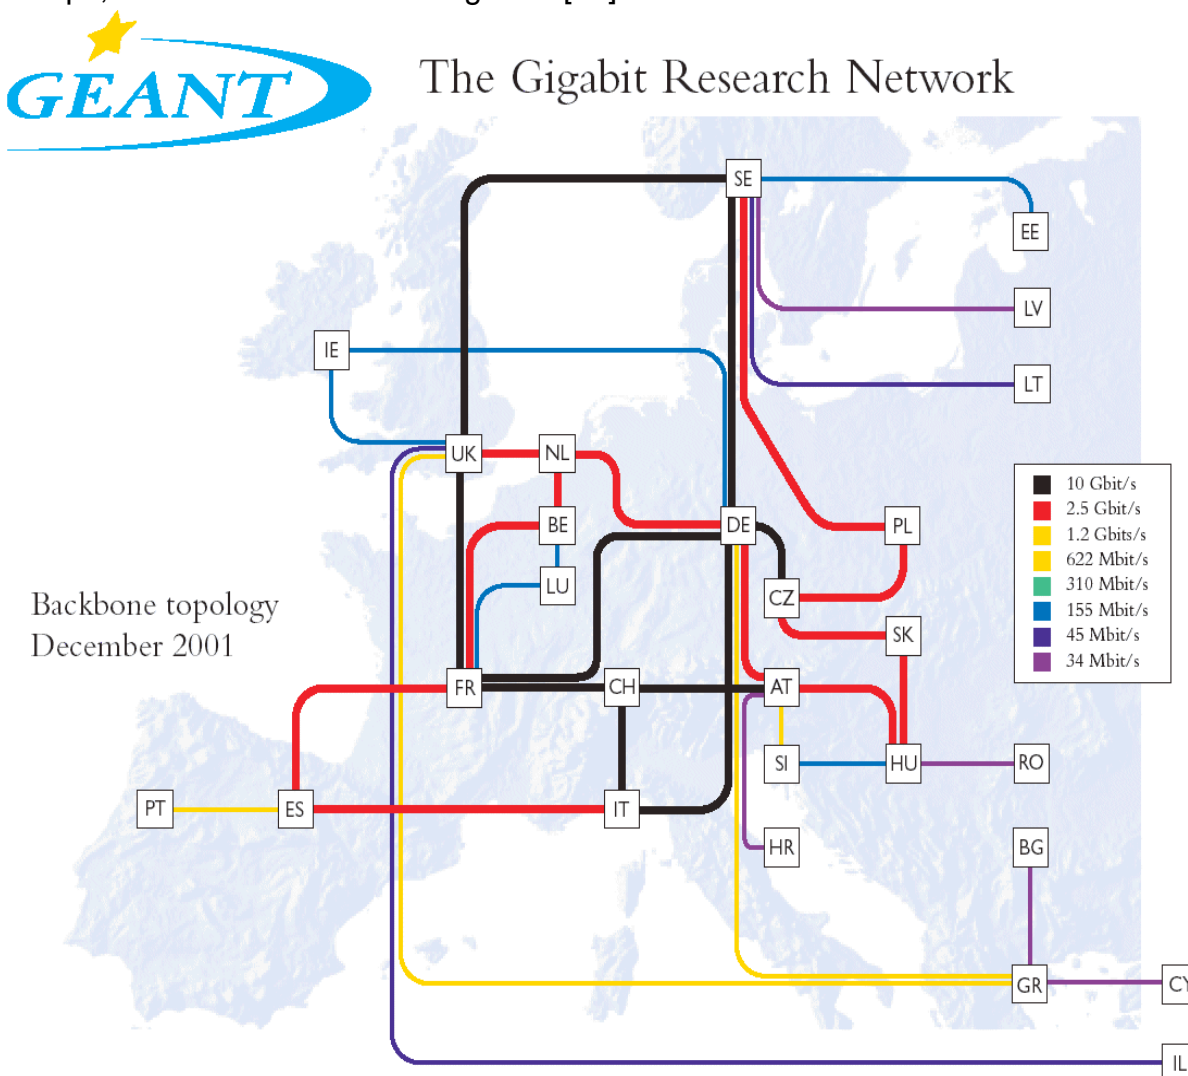 GEANT
The Gigabit Research Network
SE
EE
LV
IE
LT
UK
NL
10 Gbit/s
2.5 Gbit/s
1.2 Gbits/s
622 Mbit/s
310 Mbit/s
155 Mbit/s
45 Mbit/s
34 Mbit/s
BE
DE
PL
LU
CZ
Backbone topology
December 2001
SK
FR
CH
AT
SI
HU
RO
PT
ES
IT
HR
BG
GR
CY
IL